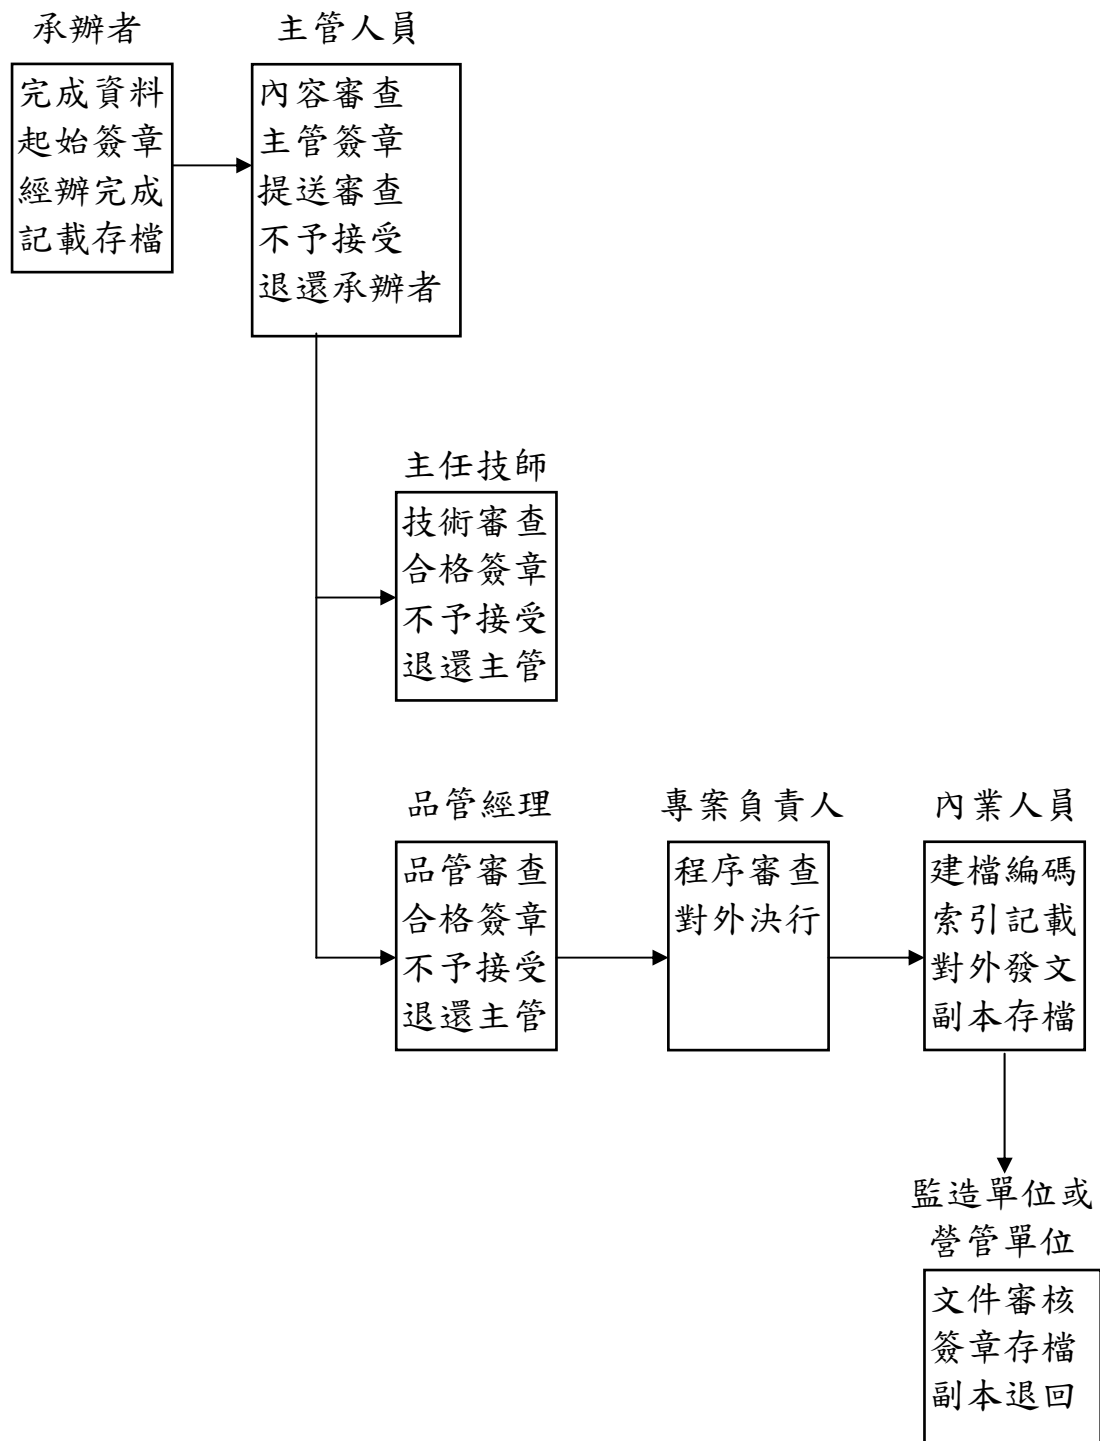 承辦者
完成資料
起始簽章
經辦完成
記載存檔
主管人員
內容審查
主管簽章
提送審查
不予接受
退還承辦者
主任技師
技術審查
合格簽章
不予接受
退還主管
品管經理
品管審查
合格簽章
不予接受
退還主管
專案負責人
程序審查
對外決行
內業人員
建檔編碼
索引記載
對外發文
副本存檔
監造單位或
營管單位
文件審核
簽章存檔
副本退回